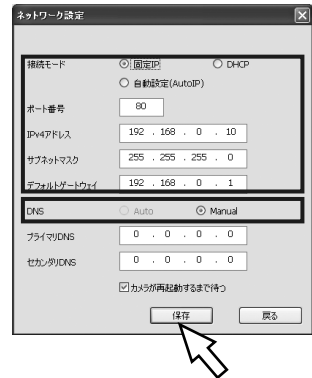 ネットワーク設定
接続モード 固定IP DHCP
自動設定(AutoIP)
ポート番号 80
IPv4アドレス 192 . 168 . 0 . 10
サブネットマスク 255 . 255 . 255 . 0
デフォルトゲートウェイ 192 . 168 . 0 . 1
DNS Auto Manual
プライマリDNS 0 . 0 . 0 . 0
セカンダリDNS 0 . 0 . 0 . 0
カメラが再起動するまで待つ
保存 戻る